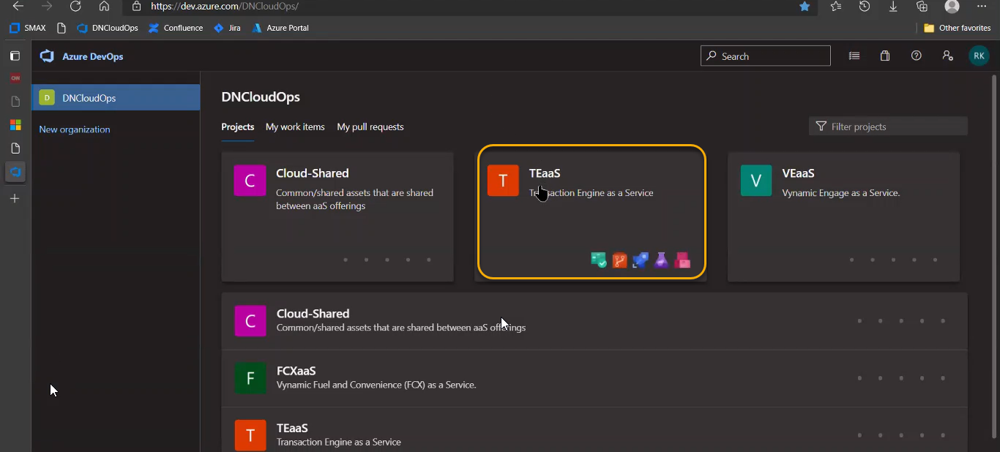 https://dev.azure.com/DNCloudOps/
SMAX
DNCloudOps
Confluence
Jira
Azure Portal
Other favorites
Azure DevOps
Search
RK
CNN
D
DNCloudOps
New organization
DNCloudOps
Projects
My work items
My pull requests
Filter projects
C
Cloud-Shared
Common/shared assets that are shared
between aaS offerings
T
TEaaS
Transaction Engine as a Service
V
VEaaS
Vynamic Engage as a Service.
C
Cloud-Shared
Common/shared assets that are shared between aaS offerings
F
FCXaaS
Vynamic Fuel and Convenience (FCX) as a Service.
T
TEaaS
Transaction Engine as a Service